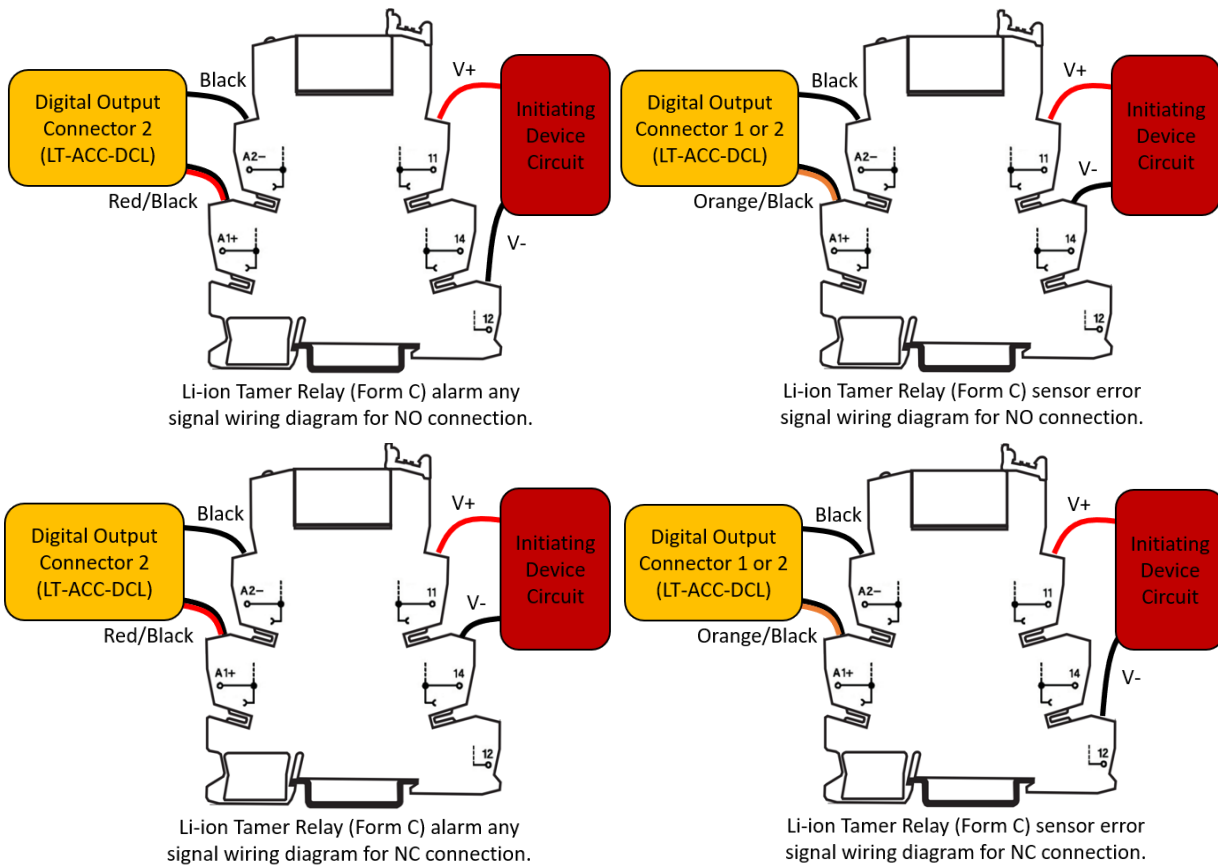 Black
Digital Output
Connector 2
(LT-ACC-DCL)
Red/Black
A2-
A1+
11
14
12
V+
V-
Initiating
Device
Circuit
Li-ion Tamer Relay (Form C) alarm any
signal wiring diagram for NO connection.
Black
Digital Output
Connector 1 or 2
(LT-ACC-DCL)
Orange/Black
A2-
A1+
11
14
12
V+
V-
Initiating
Device
Circuit
Li-ion Tamer Relay (Form C) sensor error
signal wiring diagram for NO connection.
Black
Digital Output
Connector 2
(LT-ACC-DCL)
Red/Black
A2-
A1+
11
14
12
V+
V-
Initiating
Device
Circuit
Li-ion Tamer Relay (Form C) alarm any
signal wiring diagram for NC connection.
Black
Digital Output
Connector 1 or 2
(LT-ACC-DCL)
Orange/Black
A2-
A1+
11
14
12
V+
V-
Initiating
Device
Circuit
Li-ion Tamer Relay (Form C) sensor error
signal wiring diagram for NC connection.